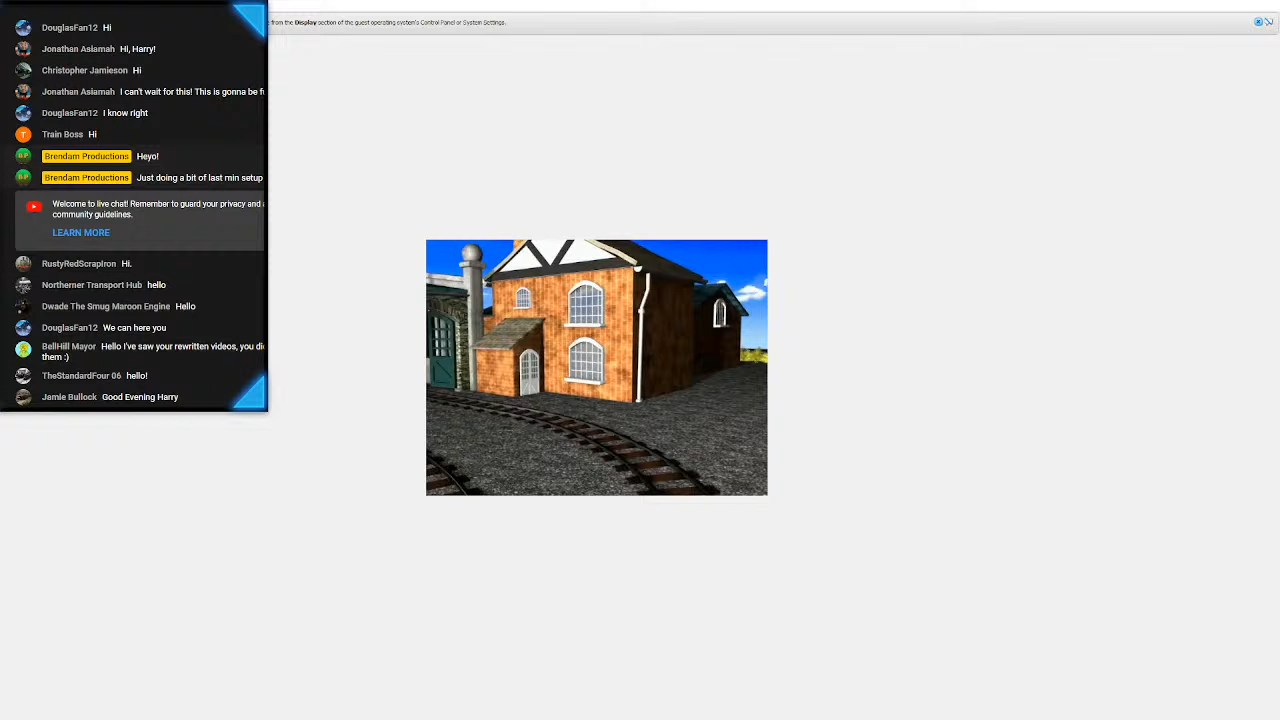 e from the Display section of the guest operating system's Control Panel or System Settings.
DouglasFan12 Hi
Jonathan Asiamah Hi, Harry!
Christopher Jamieson Hi
Jonathan Asiamah I can't wait for this! This is gonna be
DouglasFan12 I know right
T Train Boss Hi
Brendam Productions Heyo!
Brendam Productions Just doing a bit of last min setup
Welcome to live chat! Remember to guard your privacy and
community guidelines.
LEARN MORE
RustyRedScrapIron Hi.
Northerner Transport Hub hello
Dwade The Smug Maroon Engine Hello
DouglasFan12 We can here you
BellHill Mayor Hello I've saw your rewritten videos, you
them :)
TheStandardFour 06 hello!
Jamie Bullock Good Evening Harry